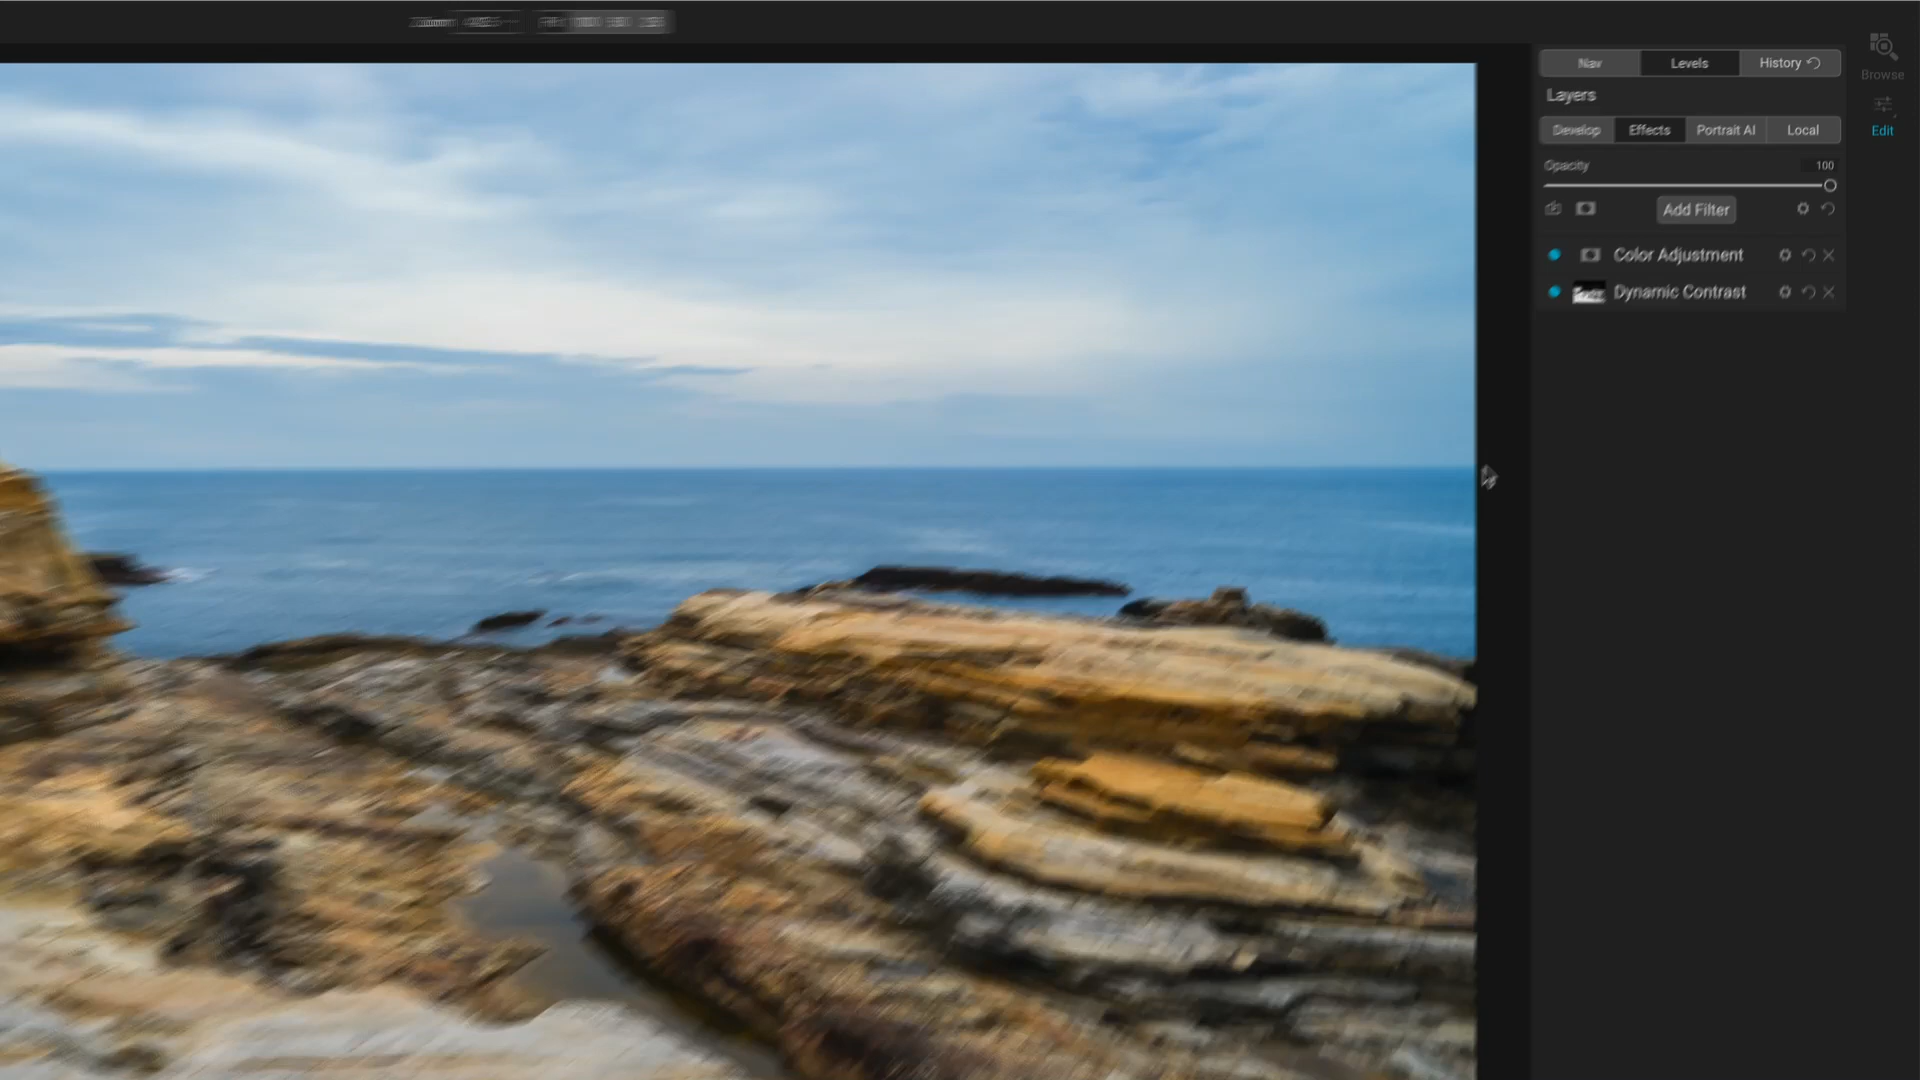 Nav Levels History
Browse
Layers
Develop Effects Portrait AI Local
Edit
Opacity 100
Add Filter
Color Adjustment
Dynamic Contrast